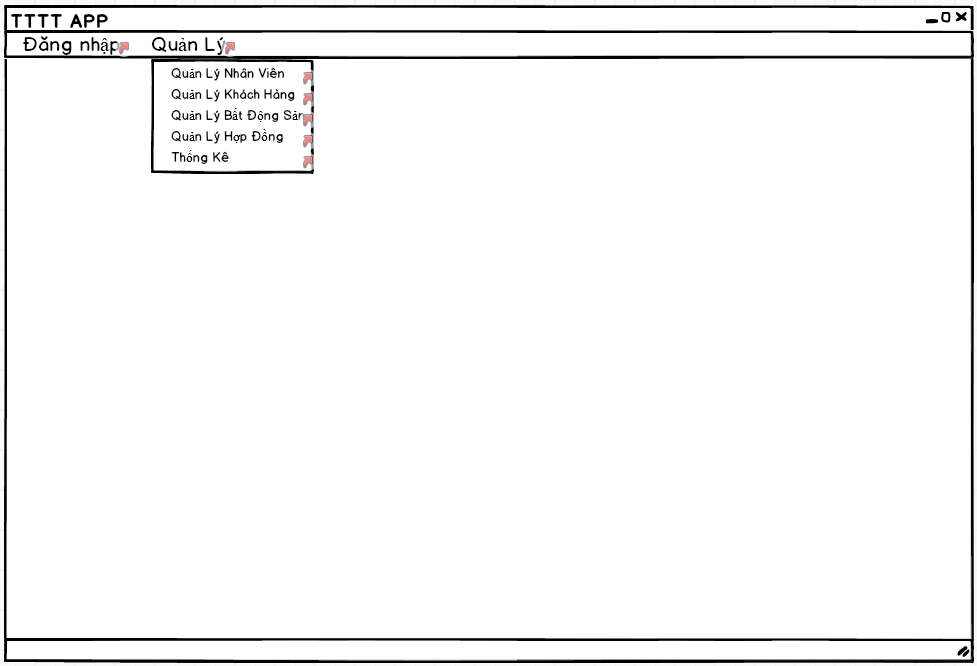 TTTT APP
Đăng nhập Quản Lý
Quản Lý Nhân Viên
Quản Lý Khách Hàng
Quản Lý Bất Động Sản
Quản Lý Hợp Đồng
Thống Kê